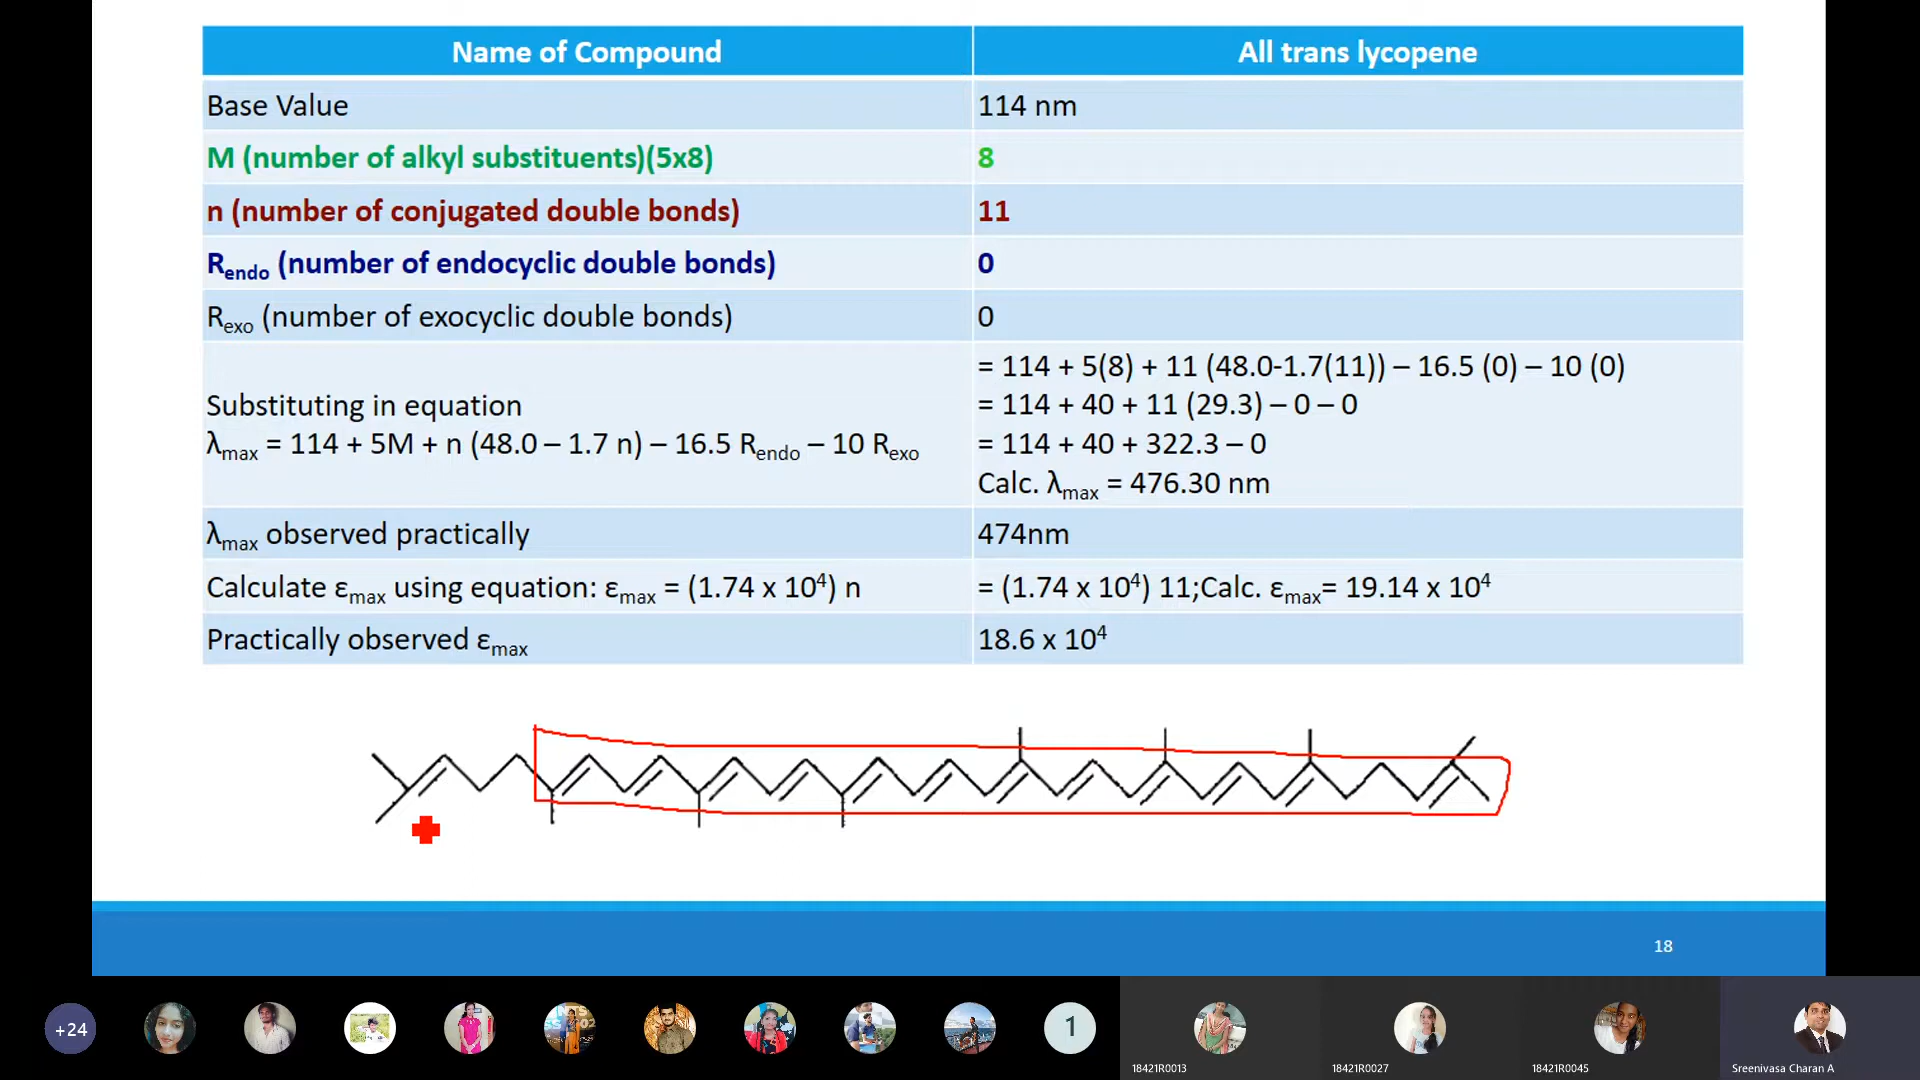 Name of Compound
All trans lycopene
Base Value
114 nm
M (number of alkyl substituents)(5x8)
8
n (number of conjugated double bonds)
11
Rendo (number of endocyclic double bonds)
0
Rexo (number of exocyclic double bonds)
0
Substituting in equation
λmax = 114 + 5M + n (48.0 – 1.7 n) – 16.5 Rendo – 10 Rexo
= 114 + 5(8) + 11 (48.0-1.7(11)) – 16.5 (0) – 10 (0)
= 114 + 40 + 11 (29.3) – 0 – 0
= 114 + 40 + 322.3 – 0
Calc. λmax = 476.30 nm
λmax observed practically
474nm
Calculate εmax using equation: εmax = (1.74 x 10⁴) n
= (1.74 x 10⁴) 11;Calc. εmax= 19.14 x 10⁴
Practically observed εmax
18.6 x 10⁴
18
+24
1
18421R0013
18421R0027
18421R0045
Sreenivasa Charan A